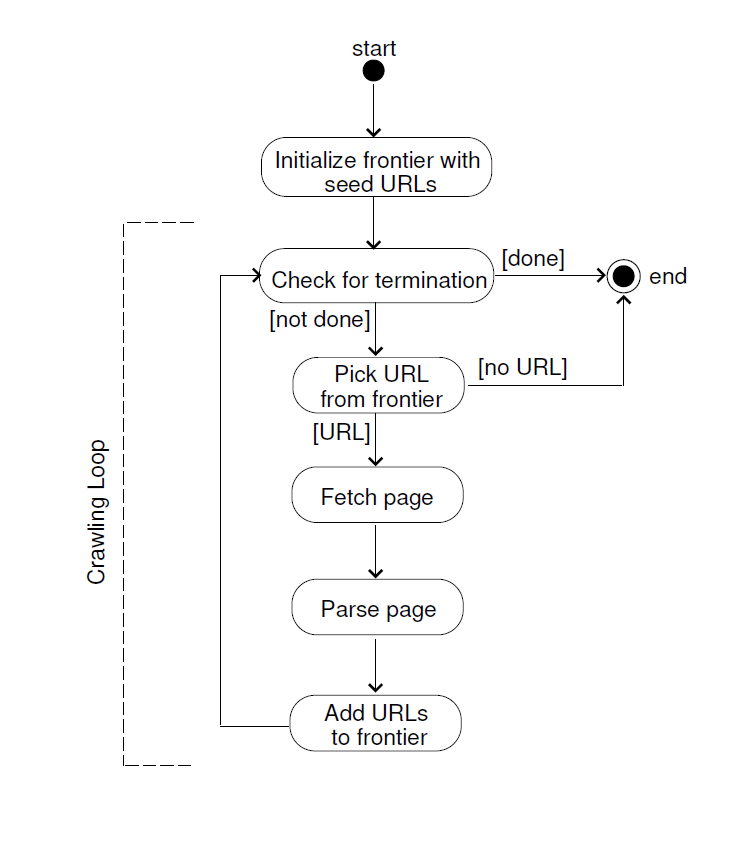 start
Initialize frontier with
seed URLs
Check for termination
[done]
end
[not done]
Pick URL
from frontier
[no URL]
[URL]
Crawling Loop
Fetch page
Parse page
Add URLs
to frontier